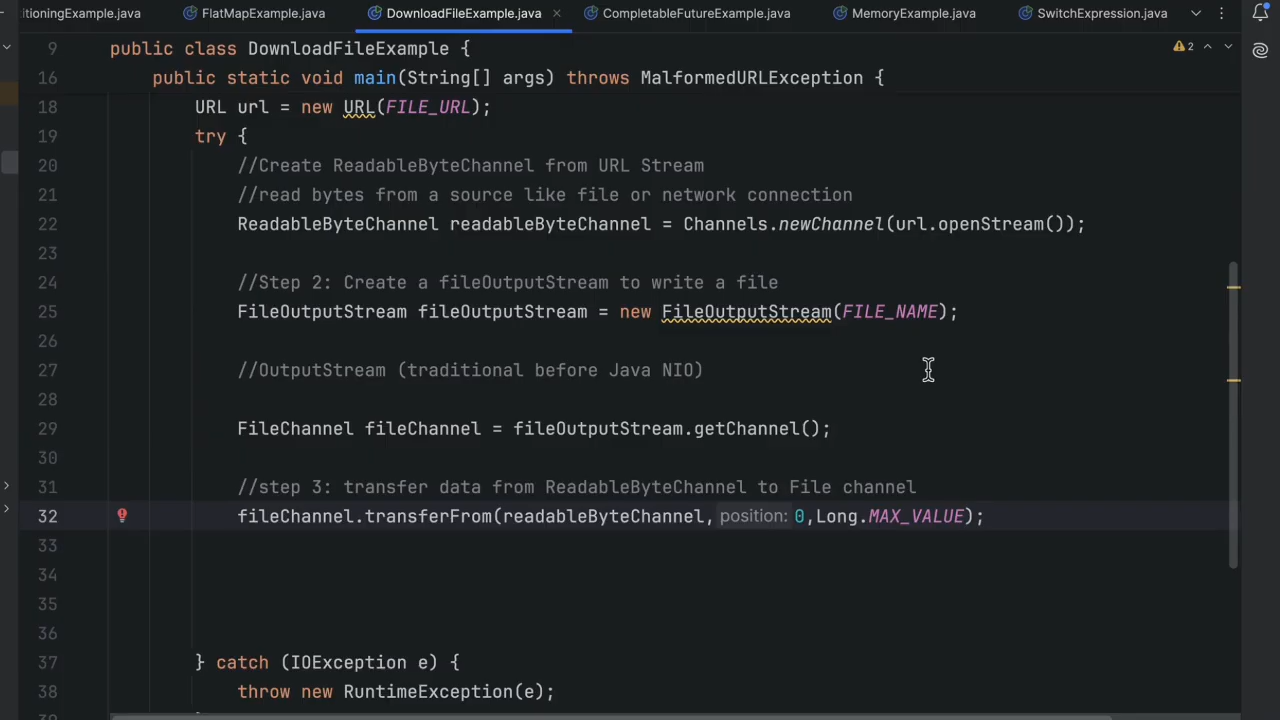 itioningExample.java FlatMapExample.java DownloadFileExample.java CompletableFutureExample.java MemoryExample.java SwitchExpression.java
9 public class DownloadFileExample { 2
16 public static void main(String[] args) throws MalformedURLException {
18 URL url = new URL(FILE_URL);
19 try {
20 //Create ReadableByteChannel from URL Stream
21 //read bytes from a source like file or network connection
22 ReadableByteChannel readableByteChannel = Channels.newChannel(url.openStream());
23
24 //Step 2: Create a fileOutputStream to write a file
25 FileOutputStream fileOutputStream = new FileOutputStream(FILE_NAME);
26
27 //OutputStream (traditional before Java NIO)
28
29 FileChannel fileChannel = fileOutputStream.getChannel();
30
31 //step 3: transfer data from ReadableByteChannel to File channel
32 fileChannel.transferFrom(readableByteChannel, position: 0,Long.MAX_VALUE);
33
34
35
36
37 } catch (IOException e) {
38 throw new RuntimeException(e);